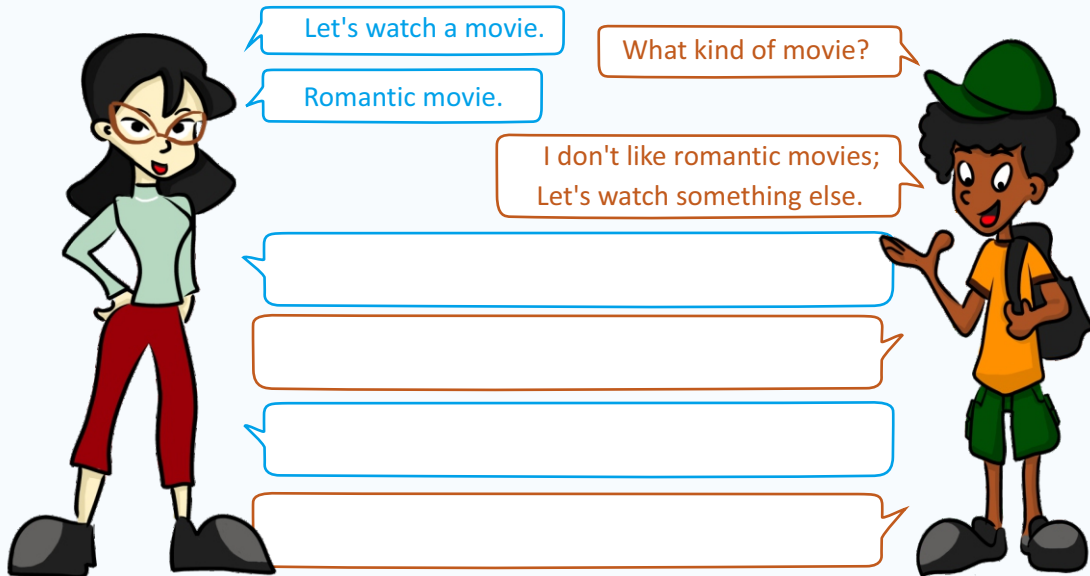 Let's watch a movie.
What kind of movie?
Romantic movie.
I don't like romantic movies;
Let's watch something else.